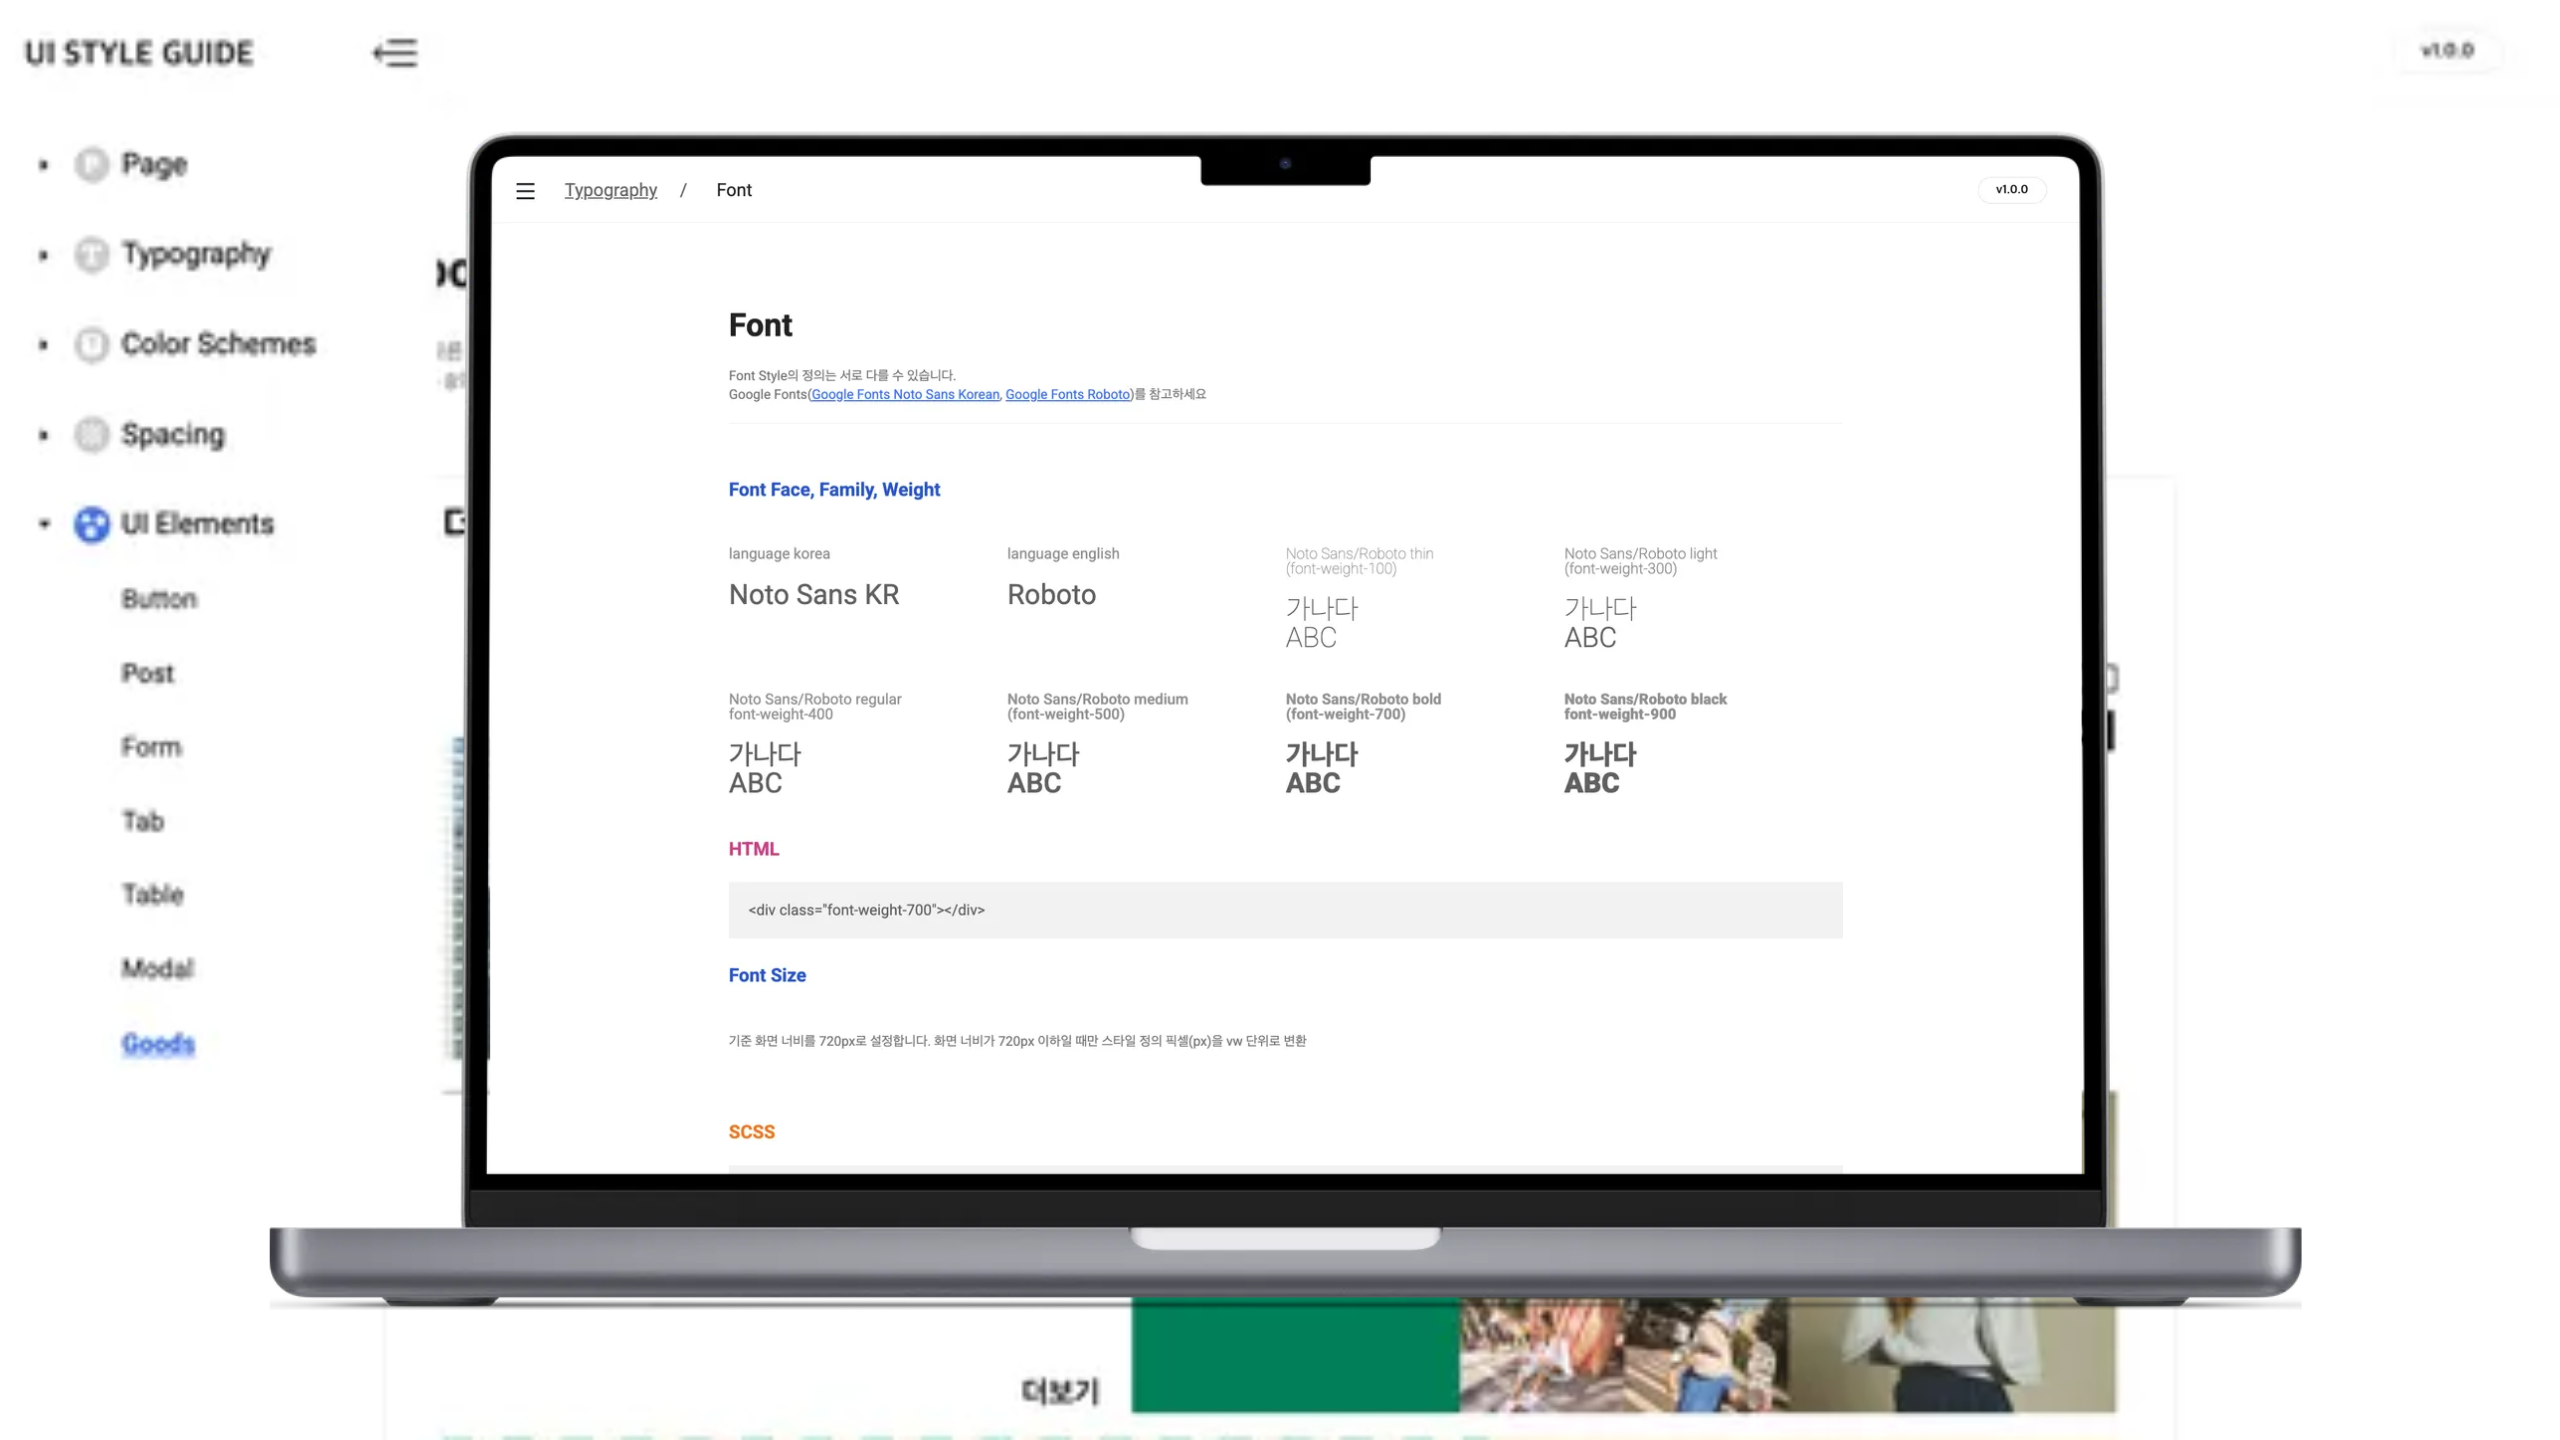 UI STYLE GUIDE
v1.0.0
Page
Typography
Color Schemes
Spacing
UI Elements
Button
Post
Form
Tab
Table
Modal
Goods
Typography / Font
v1.0.0
Font
Font Style의 정의는 서로 다를 수 있습니다.
Google Fonts(Google Fonts Noto Sans Korean, Google Fonts Roboto)를 참고하세요
Font Face, Family, Weight
language korea
Noto Sans KR
language english
Roboto
Noto Sans/Roboto thin
(font-weight-100)
가나다
ABC
Noto Sans/Roboto light
(font-weight-300)
가나다
ABC
Noto Sans/Roboto regular
font-weight-400
가나다
ABC
Noto Sans/Roboto medium
(font-weight-500)
가나다
ABC
Noto Sans/Roboto bold
(font-weight-700)
가나다
ABC
Noto Sans/Roboto black
font-weight-900
가나다
ABC
HTML
<div class="font-weight-700"></div>
Font Size
기준 화면 너비를 720px로 설정합니다. 화면 너비가 720px 이하일 때만 스타일 정의 픽셀(px)을 vw 단위로 변환
SCSS
더보기